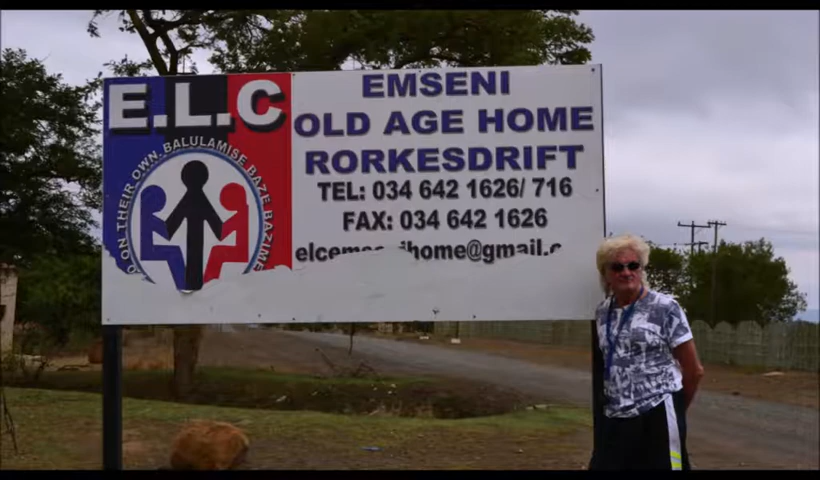 E.L.C
ON THEIR OWN. BALULAMISE BAZE BAZIME
EMSENI
OLD AGE HOME
RORKESDRIFT
TEL: 034 642 1626/ 716
FAX: 034 642 1626